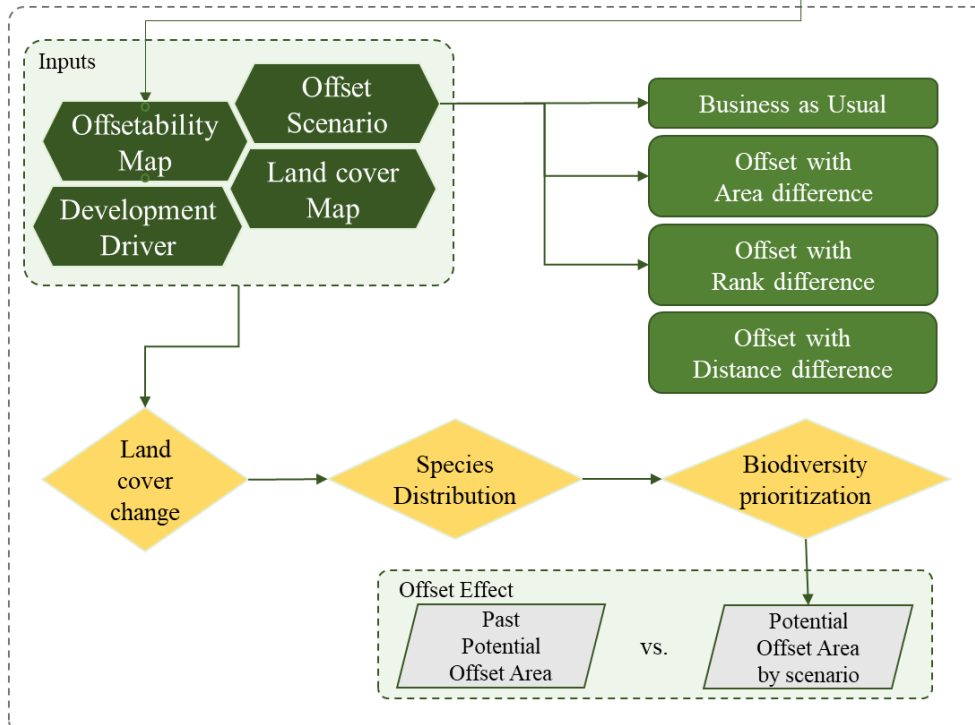 Inputs
Offsetability
Map
Offset
Scenario
Development
Driver
Land cover
Map
Business as Usual
Offset with
Area difference
Offset with
Rank difference
Offset with
Distance difference
Land
cover
change
Species
Distribution
Biodiversity
prioritization
Offset Effect
Past
Potential
Offset Area
vs.
Potential
Offset Area
by scenario